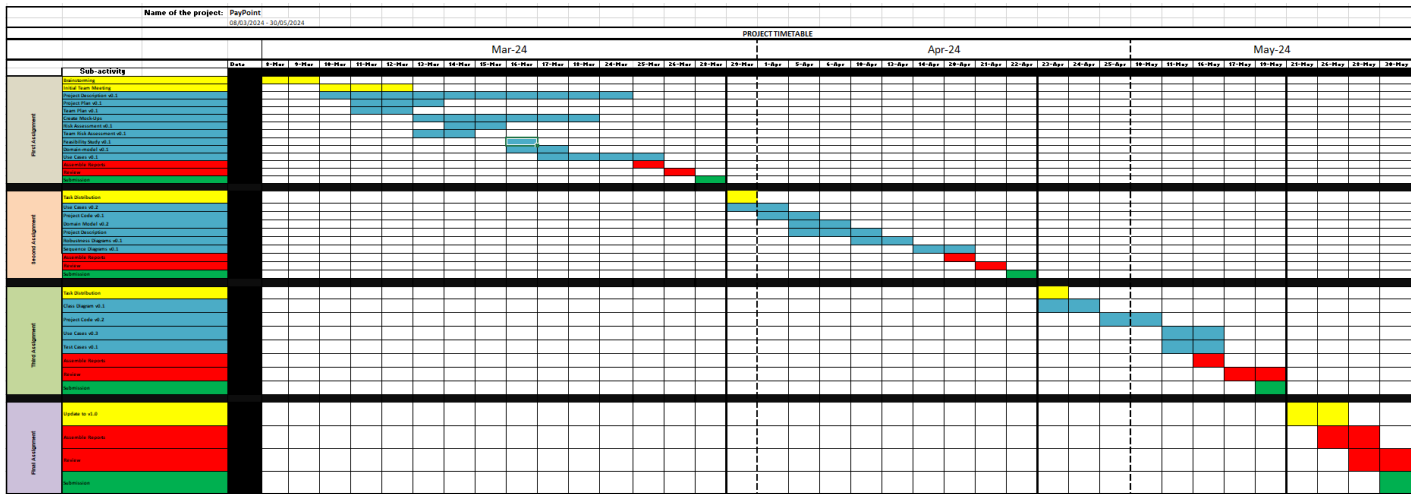 Name of the project: PayPoint
08/03/2024 - 30/05/2024
PROJECT TIMETABLE
Mar-24 Apr-24 May-24
Date 8-Mar 9-Mar 10-Mar 11-Mar 12-Mar 13-Mar 14-Mar 15-Mar 16-Mar 17-Mar 18-Mar 24-Mar 25-Mar 26-Mar 28-Mar 29-Mar 1-Apr 5-Apr 6-Apr 10-Apr 13-Apr 14-Apr 20-Apr 21-Apr 22-Apr 23-Apr 24-Apr 25-Apr 10-May 11-May 16-May 17-May 19-May 21-May 26-May 28-May 30-May
Sub-activity
First Assignment
Brainstorming
Initial Team Meeting
Project Description v0.1
Project Plan v0.1
Team Plan v0.1
Create Mock-Ups
Risk Assessment v0.1
Team Risk Assessment v0.1
Feasibility Study v0.1
Domain model v0.1
Use Cases v0.1
Assemble Reports
Review
Submission
Second Assignment
Task Distribution
Use Cases v0.2
Project Code v0.1
Domain Model v0.2
Project Description
Robustness Diagrams v0.1
Sequence Diagrams v0.1
Assemble Reports
Review
Submission
Third Assignment
Task Distribution
Class Diagram v0.1
Project Code v0.2
Use Cases v0.3
Test Cases v0.1
Assemble Reports
Review
Submission
Final Assignment
Update to v1.0
Assemble Reports
Review
Submission